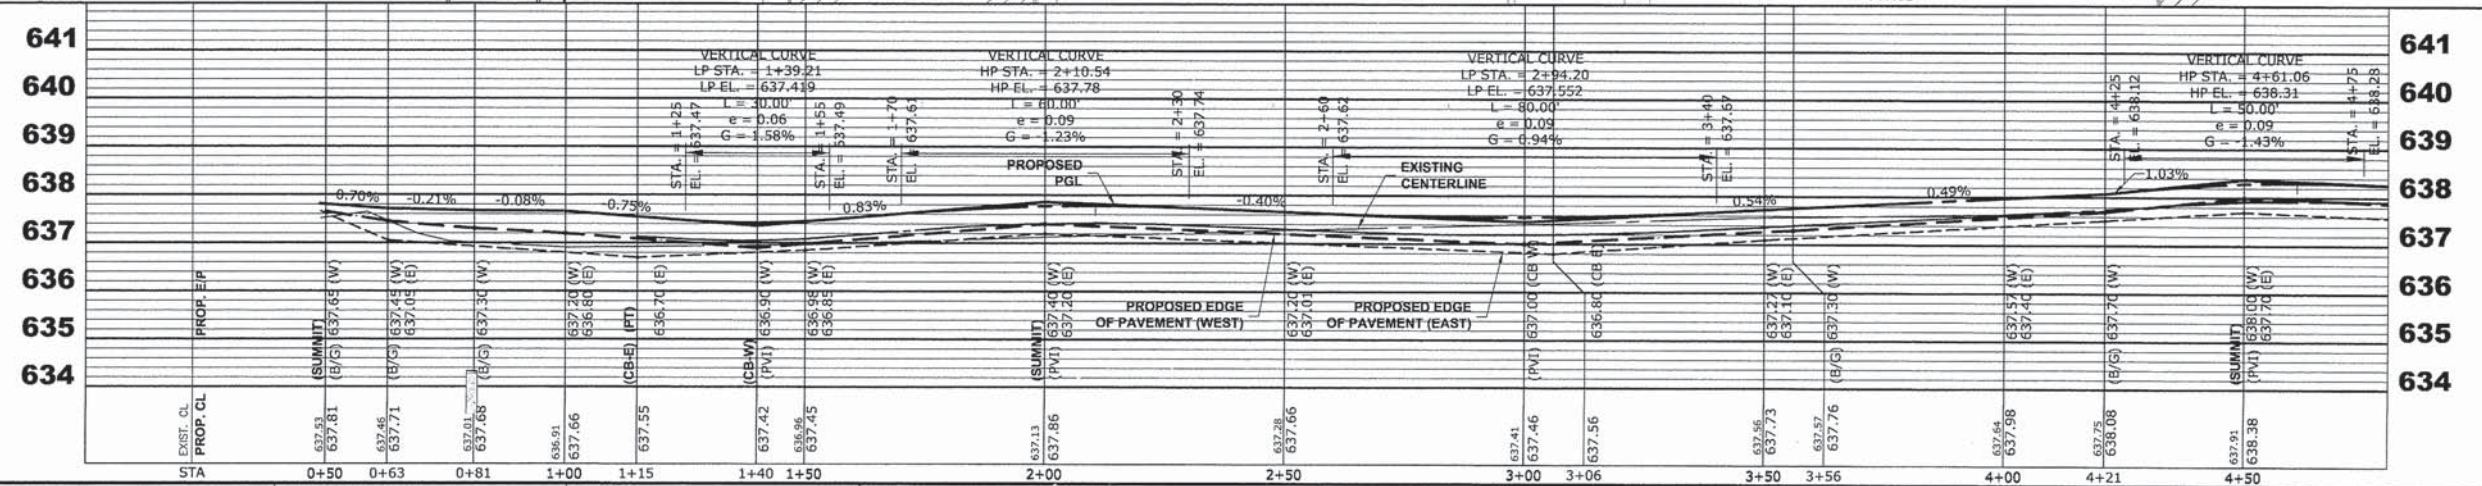 641
640
639
638
637
636
635
634
641
640
639
638
637
636
635
634
VERTICAL CURVE
LP STA. = 1+39.21
LP EL. = 637.419
L = 30.00'
e = 0.06
G = 1.58%
STA. = 1+25
EL. = 637.47
STA. = 1+55
EL. = 637.49
VERTICAL CURVE
HP STA. = 2+10.54
HP EL. = 637.78
L = 60.00'
e = 0.09
G = -1.23%
STA. = 1+70
EL. = 637.61
STA. = 2+30
EL. = 637.74
VERTICAL CURVE
LP STA. = 2+94.20
LP EL. = 637.552
L = 80.00'
e = 0.09
G = 0.94%
STA. = 2+60
EL. = 637.62
STA. = 3+40
EL. = 637.67
VERTICAL CURVE
HP STA. = 4+61.06
HP EL. = 638.31
L = 50.00'
e = 0.09
G = -1.43%
STA. = 4+25
EL. = 638.12
STA. = 4+75
EL. = 638.28
PROPOSED
PGL
EXISTING
CENTERLINE
0.70%
-0.21%
-0.08%
-0.75%
0.83%
-0.40%
0.54%
0.49%
1.03%
PROPOSED EDGE
OF PAVEMENT (WEST)
PROPOSED EDGE
OF PAVEMENT (EAST)
PROP. E/P
(SUMMIT)
(B/G) 637.65 (W)
(B/G) 637.45 (W)
637.05 (E)
(B/G) 637.30 (W)
637.20 (W)
636.80 (E)
(CB-E) (PT)
636.70 (E)
(CB-W)
(PVI) 636.90 (W)
636.98 (W)
636.85 (E)
(SUMMIT)
(PVI) 637.40 (W)
637.20 (E)
637.20 (W)
637.01 (E)
(PVI) 637.00 (CB W)
636.80 (CB E)
637.27 (W)
637.10 (E)
(B/G) 637.30 (W)
637.57 (W)
637.40 (E)
(B/G) 637.70 (W)
(SUMMIT)
(PVI) 638.00 (W)
637.70 (E)
EXIST. CL
PROP. CL
637.53
637.81
637.46
637.71
637.01
637.68
636.91
637.66
637.55
637.42
636.96
637.45
637.13
637.86
637.28
637.66
637.41
637.46
637.56
637.56
637.73
637.57
637.76
637.64
637.98
637.75
638.08
637.91
638.38
STA 0+50 0+63 0+81 1+00 1+15 1+40 1+50 2+00 2+50 3+00 3+06 3+50 3+56 4+00 4+21 4+50